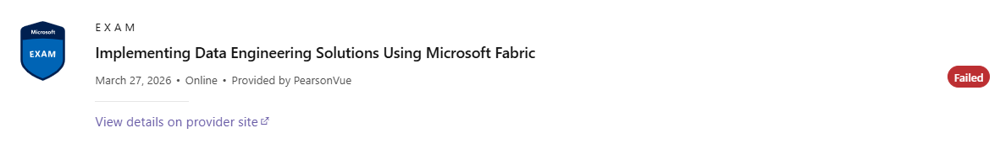 Microsoft
EXAM
EXAM
Implementing Data Engineering Solutions Using Microsoft Fabric
March 27, 2026 • Online • Provided by PearsonVue
Failed
View details on provider site